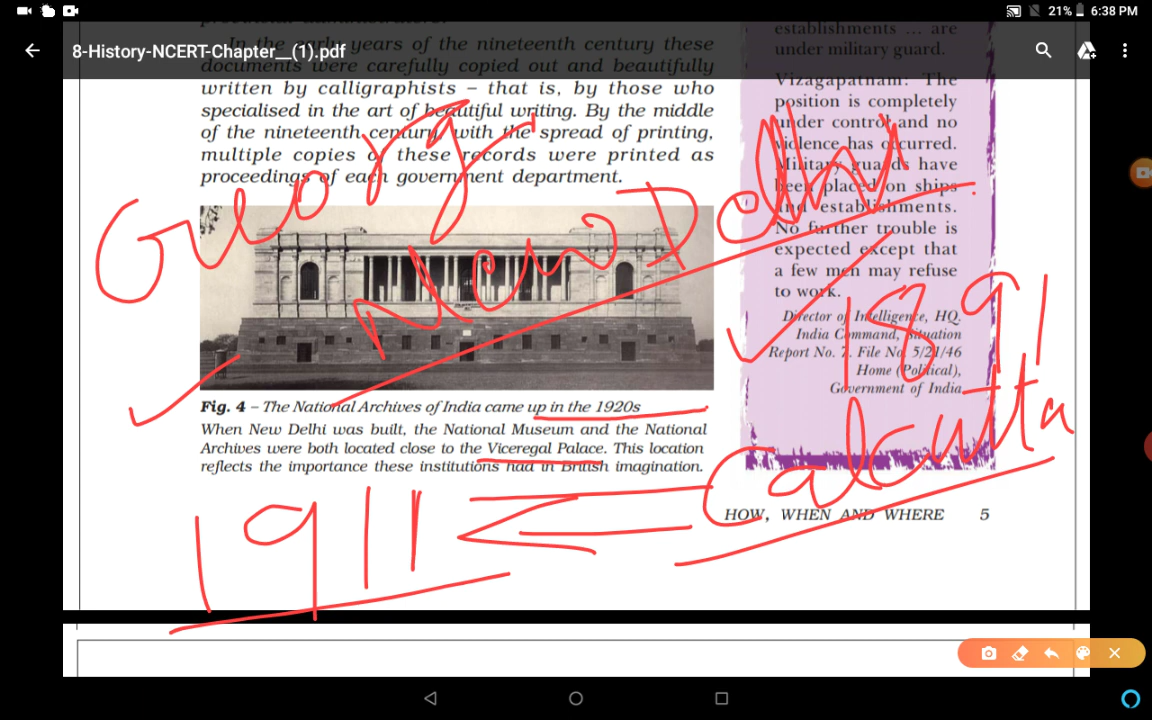 21% 6:38 PM
8-History-NCERT-Chapter__(1).pdf
In the early years of the nineteenth century these
documents were carefully copied out and beautifully
written by calligraphists – that is, by those who
specialised in the art of beautiful writing. By the middle
of the nineteenth century, with the spread of printing,
multiple copies of these records were printed as
proceedings of each government department.
Fig. 4 – The National Archives of India came up in the 1920s
When New Delhi was built, the National Museum and the National
Archives were both located close to the Viceregal Palace. This location
reflects the importance these institutions had in British imagination.
establishments ... are
under military guard.
Vizagapatnam: The
position is completely
under control and no
violence has occurred.
Military guards have
been placed on ships
and establishments.
No further trouble is
expected except that
a few men may refuse
to work.
Director of Intelligence, HQ.
India Command, Situation
Report No. 7. File No. 5/21/46
Home (Political),
Government of India
HOW, WHEN AND WHERE 5
New Delhi
1891
Calcutta
1911